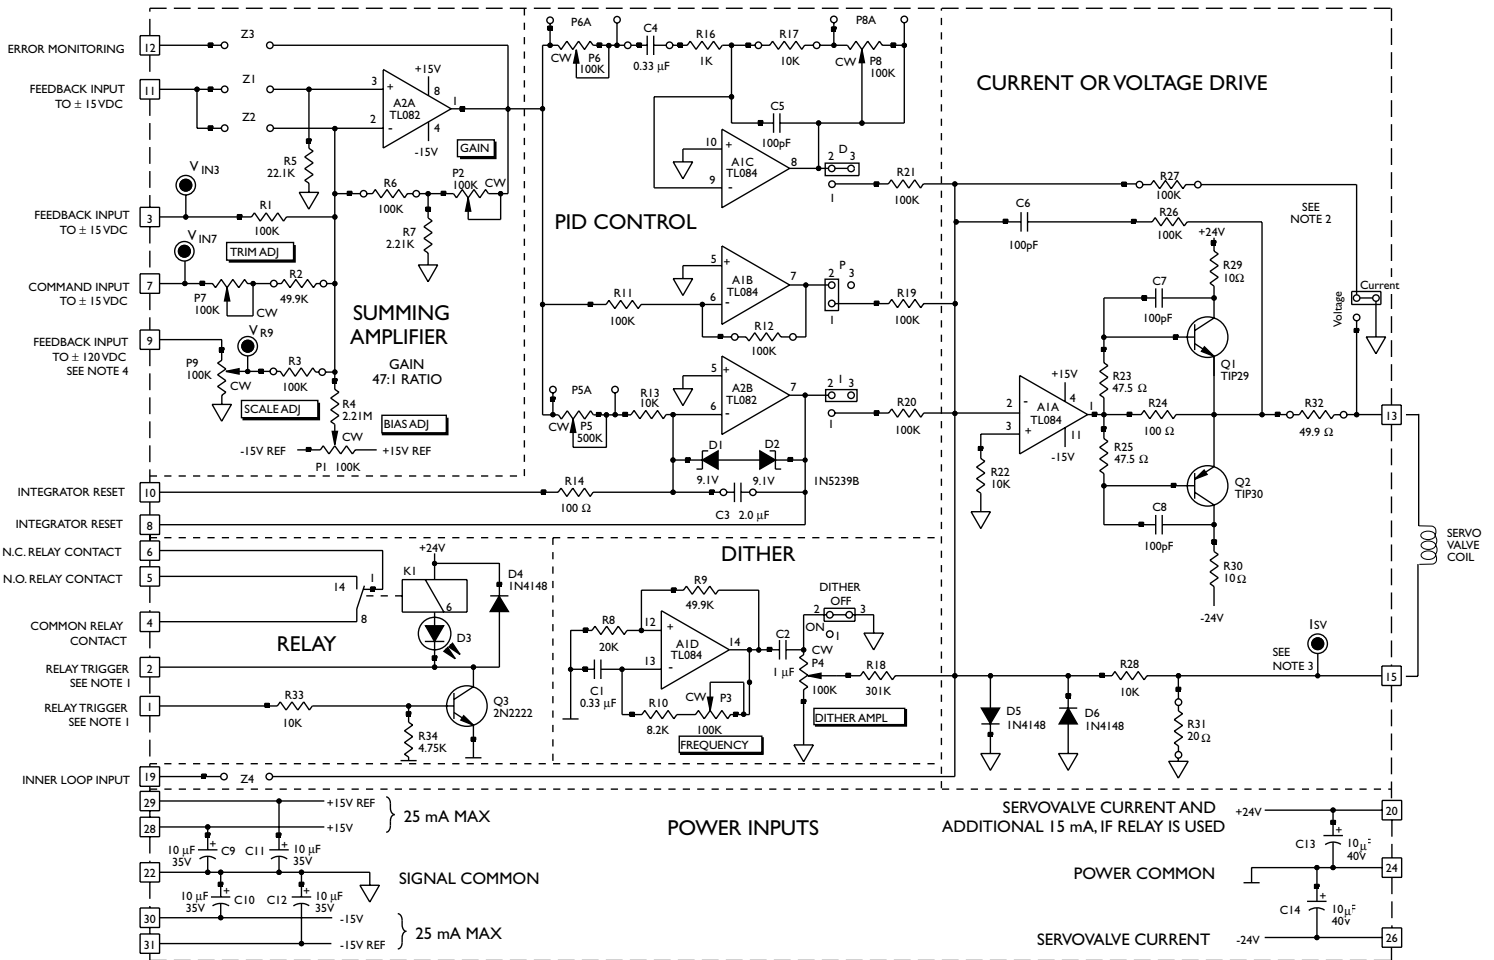 ERROR MONITORING
12
Z3
FEEDBACK INPUT
TO ± 15 VDC
11
Z1
Z2
3
2
+15V
8
A2A
TL082
1
4
-15V
GAIN
R5
22.1K
V IN3
FEEDBACK INPUT
TO ± 15 VDC
3
R1
100K
R6
100K
P2
100K
CW
R7
2.21K
V IN7
TRIM ADJ
COMMAND INPUT
TO ± 15 VDC
7
P7
100K
CW
R2
49.9K
SUMMING
AMPLIFIER
GAIN
47:1 RATIO
FEEDBACK INPUT
TO ± 120 VDC
SEE NOTE 4
9
V R9
P9
100K
CW
R3
100K
SCALE ADJ
R4
2.21M
BIAS ADJ
CW
-15V REF
+15V REF
P1 100K
INTEGRATOR RESET
10
R14
100 Ω
INTEGRATOR RESET
8
PID CONTROL
P6A
P6
100K
CW
C4
0.33 µF
R16
1K
R17
10K
P8A
P8
100K
CW
C5
100pF
10
+
9
-
A1C
TL084
8
D
2 3
1
R21
100K
R11
100K
5
+
6
-
A1B
TL084
7
P
2 3
1
R12
100K
R19
100K
P5A
CW
P5
500K
R13
10K
5
+
6
-
A2B
TL082
7
I
2 3
1
R20
100K
D1
D2
9.1V
9.1V
1N5239B
C3 2.0 µF
CURRENT OR VOLTAGE DRIVE
R27
100K
SEE
NOTE 2
C6
100pF
R26
100K
+24V
R29
10Ω
C7
100pF
Q1
TIP29
Voltage
Current
R23
47.5 Ω
+15V
2
-
3
+
A1A
TL084
4
1
11
-15V
R24
100 Ω
R25
47.5 Ω
R22
10K
R32
49.9 Ω
13
Q2
TIP30
C8
100pF
R30
10Ω
-24V
SERVO
VALVE
COIL
N.C. RELAY CONTACT
6
N.O. RELAY CONTACT
5
COMMON RELAY
CONTACT
4
14
1
8
K1
+24V
6
D4
1N4148
D3
RELAY
RELAY TRIGGER
SEE NOTE 1
2
RELAY TRIGGER
SEE NOTE 1
1
R33
10K
Q3
2N2222
R34
4.75K
DITHER
R9
49.9K
R8
20K
12
+
13
-
A1D
TL084
14
C1
0.33 µF
R10
8.2K
CW
P3
100K
FREQUENCY
C2
1 µF
DITHER
OFF
2 3
ON
1
CW
P4
100K
R18
301K
DITHER AMPL
D5
1N4148
D6
1N4148
R28
10K
R31
20 Ω
SEE
NOTE 3
ISV
15
INNER LOOP INPUT
19
Z4
29
+15V REF
28
+15V
25 mA MAX
10 µF
35V
C9
C11
10 µF
35V
22
SIGNAL COMMON
10 µF
35V
C10
C12
10 µF
35V
30
-15V
31
-15V REF
25 mA MAX
POWER INPUTS
SERVOVALVE CURRENT AND
ADDITIONAL 15 mA, IF RELAY IS USED
+24V
20
C13
10µF
40V
POWER COMMON
24
C14
10µF
40V
SERVOVALVE CURRENT
-24V
26